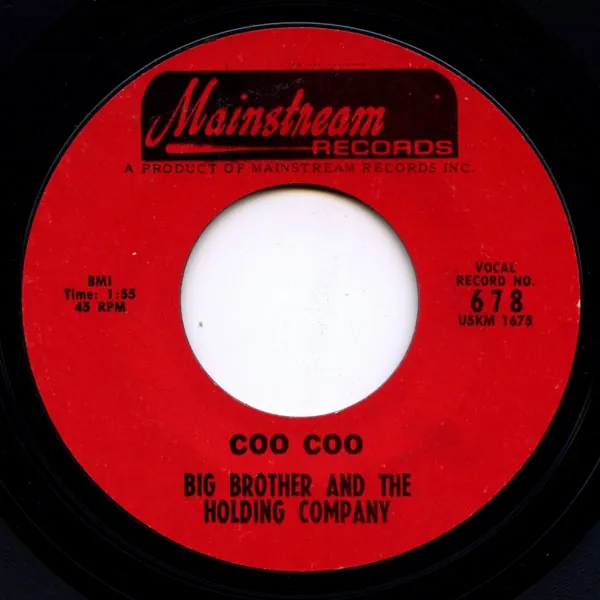 Mainstream
RECORDS
A PRODUCT OF MAINSTREAM RECORDS INC.
BMI
Time: 1:55
45 RPM
VOCAL
RECORD NO.
678
USKM 1675
COO COO
BIG BROTHER AND THE
HOLDING COMPANY